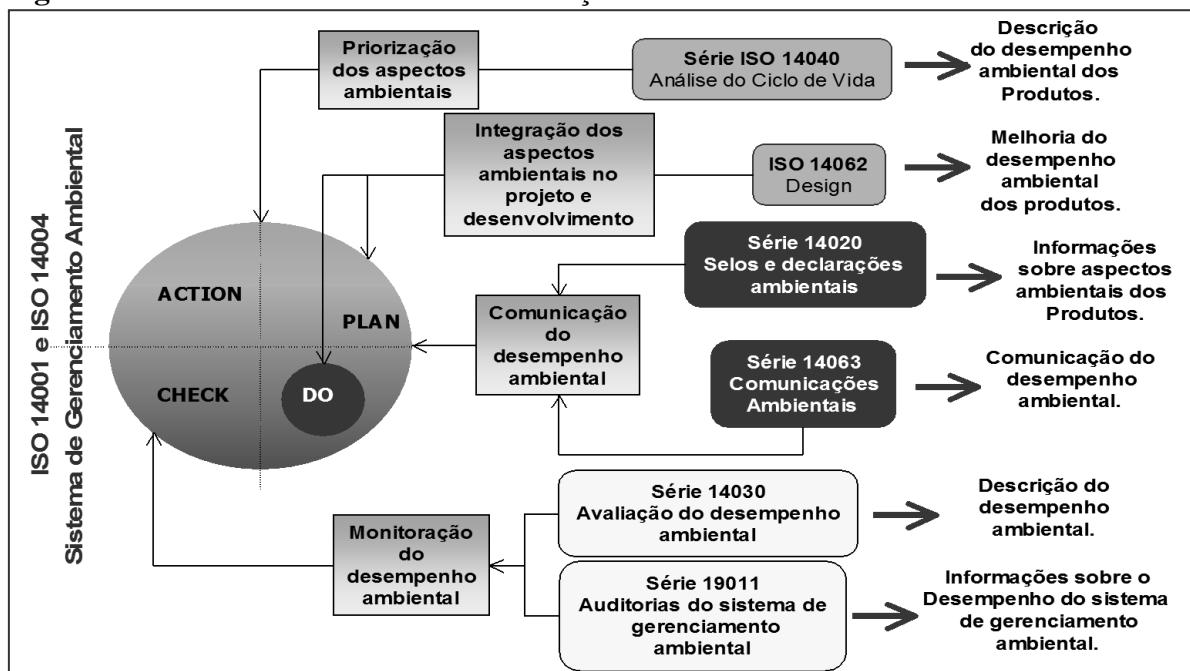 Priorização
dos aspectos
ambientais
Série ISO 14040
Análise do Ciclo de Vida
Descrição
do desempenho
ambiental dos
Produtos.
Integração dos
aspectos
ambientais no
projeto e
desenvolvimento
ISO 14062
Design
Melhoria do
desempenho
ambiental
dos produtos.
ISO 14001 e ISO 14004
Sistema de Gerenciamento Ambiental
ACTION
PLAN
CHECK
DO
Comunicação
do
desempenho
ambiental
Série 14020
Selos e declarações
ambientais
Informações
sobre aspectos
ambientais dos
Produtos.
Série 14063
Comunicações
Ambientais
Comunicação do
desempenho
ambiental.
Monitoração
do
desempenho
ambiental
Série 14030
Avaliação do desempenho
ambiental
Descrição do
desempenho
ambiental.
Série 19011
Auditorias do sistema de
gerenciamento
ambiental
Informações sobre o
Desempenho do sistema
de gerenciamento
ambiental.